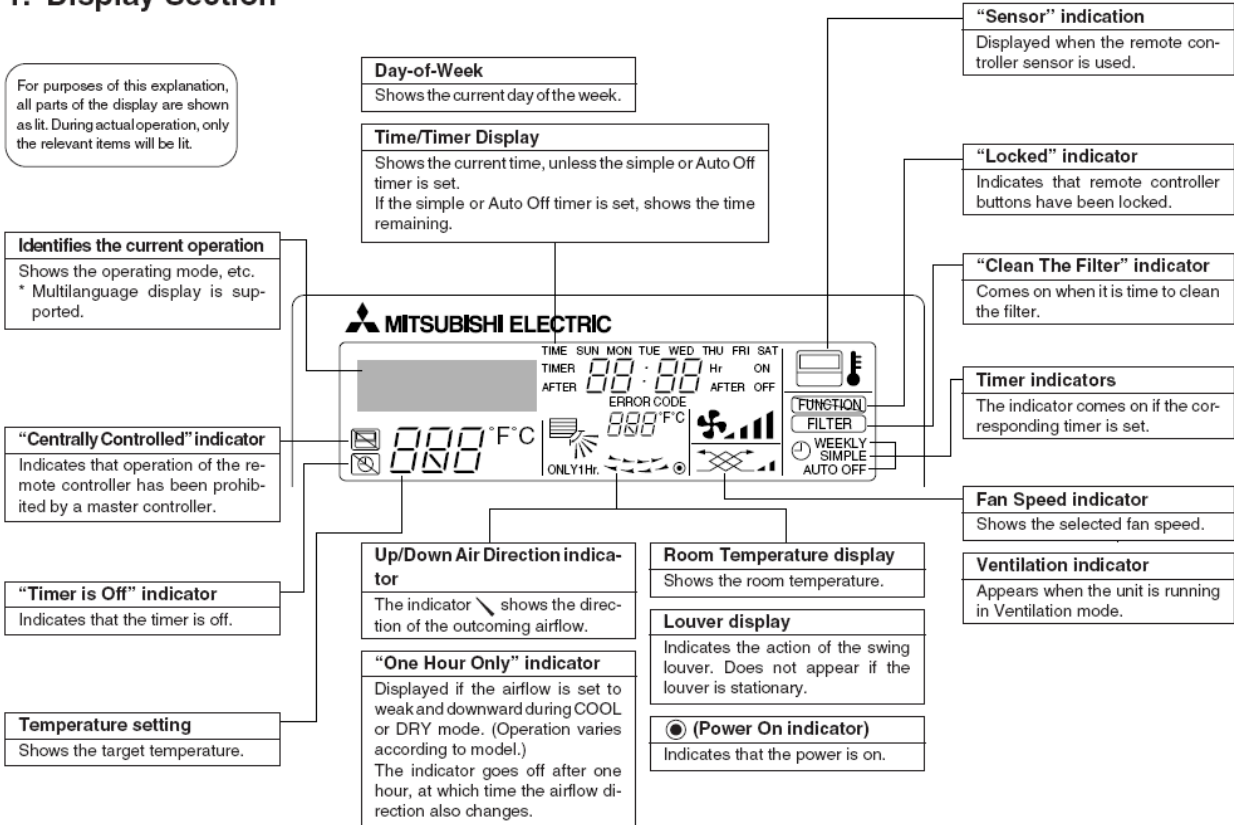 1. Display Section
For purposes of this explanation,
all parts of the display are shown
as lit. During actual operation, only
the relevant items will be lit.
Day-of-Week
Shows the current day of the week.
Time/Timer Display
Shows the current time, unless the simple or Auto Off
timer is set.
If the simple or Auto Off timer is set, shows the time
remaining.
"Sensor" indication
Displayed when the remote con-
troller sensor is used.
"Locked" indicator
Indicates that remote controller
buttons have been locked.
"Clean The Filter" indicator
Comes on when it is time to clean
the filter.
Timer indicators
The indicator comes on if the cor-
responding timer is set.
Fan Speed indicator
Shows the selected fan speed.
Ventilation indicator
Appears when the unit is running
in Ventilation mode.
Identifies the current operation
Shows the operating mode, etc.
* Multilanguage display is sup-
ported.
"Centrally Controlled" indicator
Indicates that operation of the re-
mote controller has been prohib-
ited by a master controller.
"Timer is Off" indicator
Indicates that the timer is off.
Temperature setting
Shows the target temperature.
MITSUBISHI ELECTRIC
TIME SUN MON TUE WED THU FRI SAT
TIMER 88:88 Hr ON
AFTER AFTER OFF
ERROR CODE
888 °F°C
888 °F°C
ONLY1Hr.
FUNCTION
FILTER
WEEKLY
SIMPLE
AUTO OFF
Up/Down Air Direction indica-
tor
The indicator shows the direc-
tion of the outcoming airflow.
"One Hour Only" indicator
Displayed if the airflow is set to
weak and downward during COOL
or DRY mode. (Operation varies
according to model.)
The indicator goes off after one
hour, at which time the airflow di-
rection also changes.
Room Temperature display
Shows the room temperature.
Louver display
Indicates the action of the swing
louver. Does not appear if the
louver is stationary.
(Power On indicator)
Indicates that the power is on.